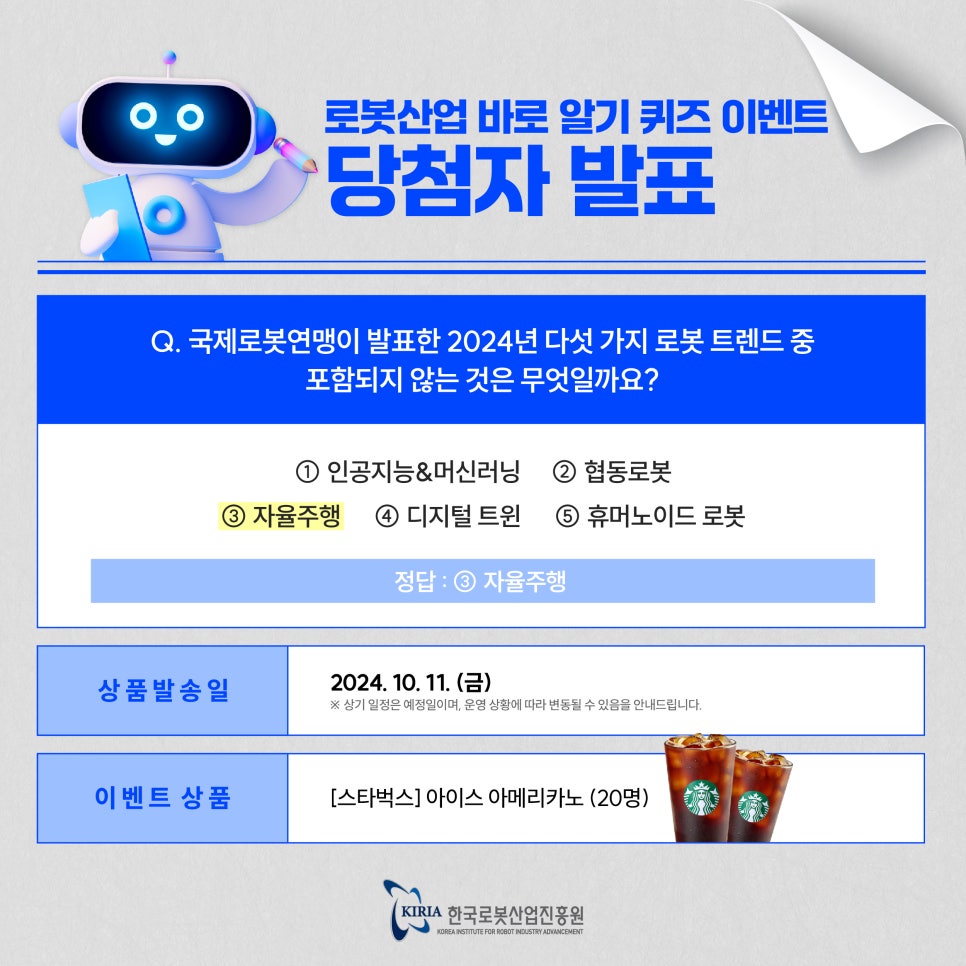 로봇산업 바로 알기 퀴즈 이벤트
당첨자 발표
Q. 국제로봇연맹이 발표한 2024년 다섯 가지 로봇 트렌드 중
포함되지 않는 것은 무엇일까요?
① 인공지능&머신러닝 ② 협동로봇
③ 자율주행 ④ 디지털 트윈 ⑤ 휴머노이드 로봇
정답 : ③ 자율주행
상품발송일
2024. 10. 11. (금)
※ 상기 일정은 예정일이며, 운영 상황에 따라 변동될 수 있음을 안내드립니다.
이벤트 상품
[스타벅스] 아이스 아메리카노 (20명)
KIRIA 한국로봇산업진흥원
KOREA INSTITUTE FOR ROBOT INDUSTRY ADVANCEMENT